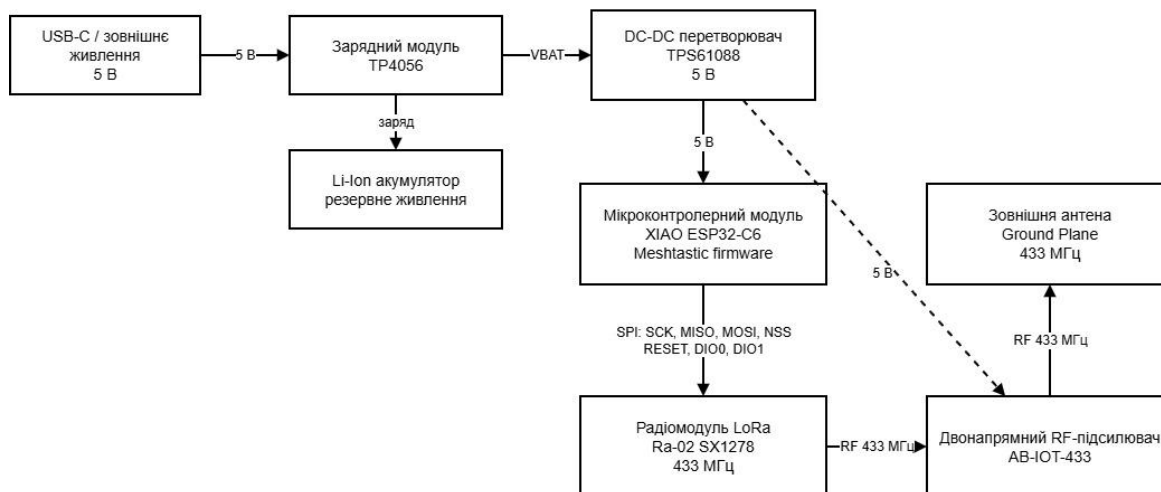 USB-C / зовнішнє
живлення
5 В
5 В
Зарядний модуль
TP4056
VBAT
DC-DC перетворювач
TPS61088
5 В
заряд
5 В
Li-Ion акумулятор
резервне живлення
Мікроконтролерний модуль
XIAO ESP32-C6
Meshtastic firmware
Зовнішня антена
Ground Plane
433 МГц
5 В
SPI: SCK, MISO, MOSI, NSS
RESET, DIO0, DIO1
RF 433 МГц
Радіомодуль LoRa
Ra-02 SX1278
433 МГц
RF 433 МГц
Двонапрямний RF-підсилювач
AB-IOT-433